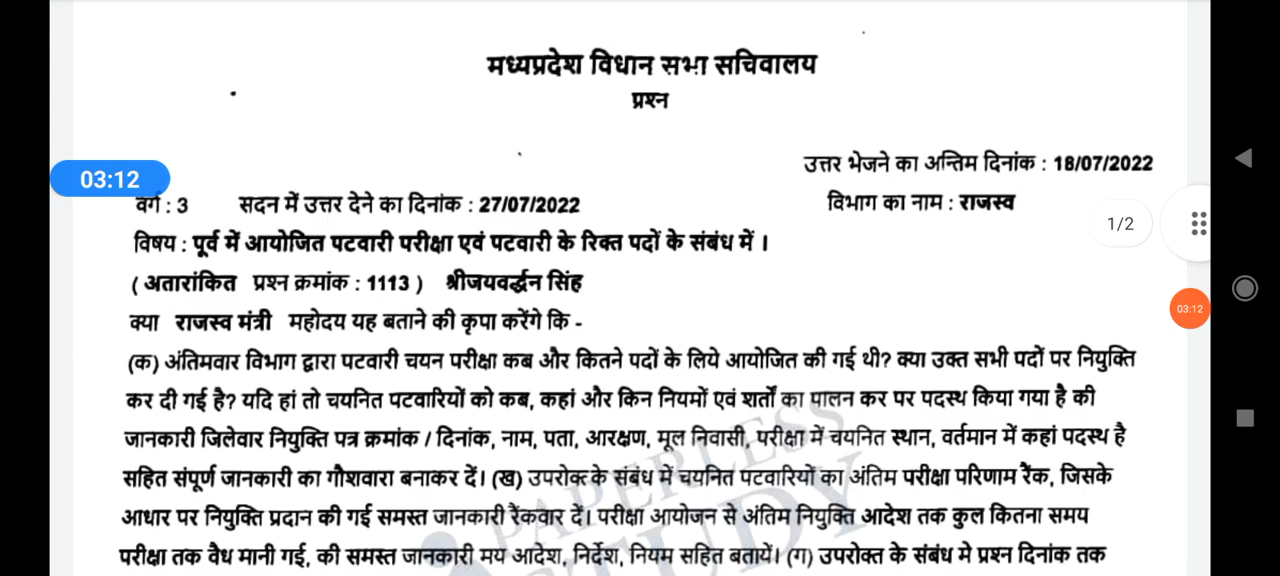 मध्यप्रदेश विधान सभा सचिवालय
प्रश्न
उत्तर भेजने का अन्तिम दिनांक : 18/07/2022
03:12
वर्ग : 3 सदन में उत्तर देने का दिनांक : 27/07/2022
विभाग का नाम : राजस्व
1/2
विषय : पूर्व में आयोजित पटवारी परीक्षा एवं पटवारी के रिक्त पदों के संबंध में ।
( अतारांकित प्रश्न क्रमांक : 1113 ) श्रीजयवर्द्धन सिंह
03:12
क्या राजस्व मंत्री महोदय यह बताने की कृपा करेंगे कि -
(क) अंतिमवार विभाग द्वारा पटवारी चयन परीक्षा कब और कितने पदों के लिये आयोजित की गई थी? क्या उक्त सभी पदों पर नियुक्ति
कर दी गई है? यदि हां तो चयनित पटवारियों को कब, कहां और किन नियमों एवं शर्तों का पालन कर पर पदस्थ किया गया है की
जानकारी जिलेवार नियुक्ति पत्र क्रमांक / दिनांक, नाम, पता, आरक्षण, मूल निवासी, परीक्षा में चयनित स्थान, वर्तमान में कहां पदस्थ है
सहित संपूर्ण जानकारी का गौशवारा बनाकर दें। (ख) उपरोक्त के संबंध में चयनित पटवारियों का अंतिम परीक्षा परिणाम रैंक, जिसके
आधार पर नियुक्ति प्रदान की गई समस्त जानकारी रैंकवार दें। परीक्षा आयोजन से अंतिम नियुक्ति आदेश तक कुल कितना समय
परीक्षा तक वैध मानी गई, की समस्त जानकारी मय आदेश, निर्देश, नियम सहित बतायें। (ग) उपरोक्त के संबंध मे प्रश्न दिनांक तक
PAPERLESS
STUDY